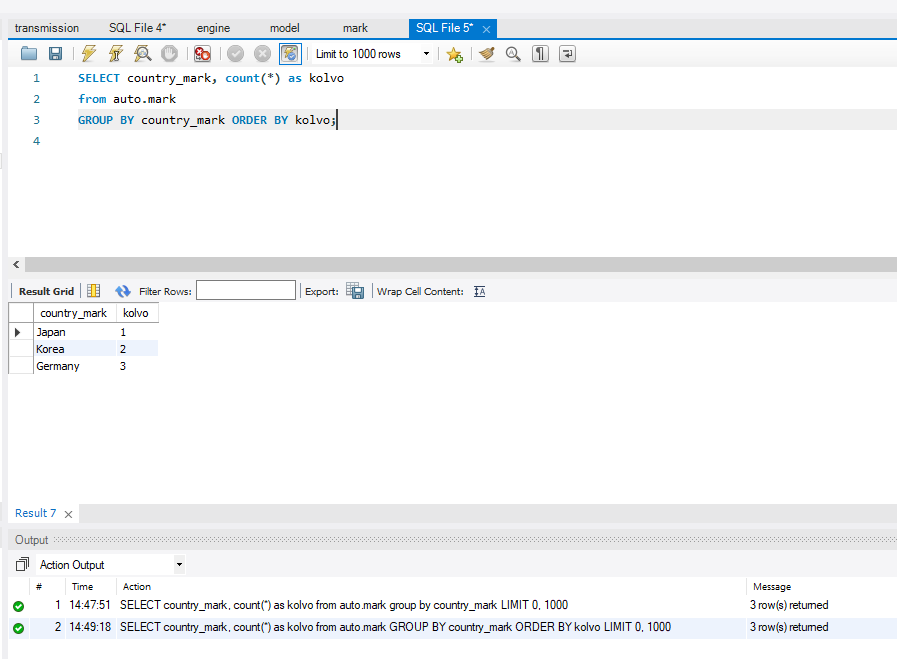 transmission SQL File 4* engine model mark SQL File 5*
Limit to 1000 rows
1 SELECT country_mark, count(*) as kolvo
2 from auto.mark
3 GROUP BY country_mark ORDER BY kolvo;
4
Result Grid Filter Rows: Export: Wrap Cell Content:
country_mark kolvo
Japan 1
Korea 2
Germany 3
Result 7
Output
Action Output
# Time Action Message
1 14:47:51 SELECT country_mark, count(*) as kolvo from auto.mark group by country_mark LIMIT 0, 1000 3 row(s) returned
2 14:49:18 SELECT country_mark, count(*) as kolvo from auto.mark GROUP BY country_mark ORDER BY kolvo LIMIT 0, 1000 3 row(s) returned